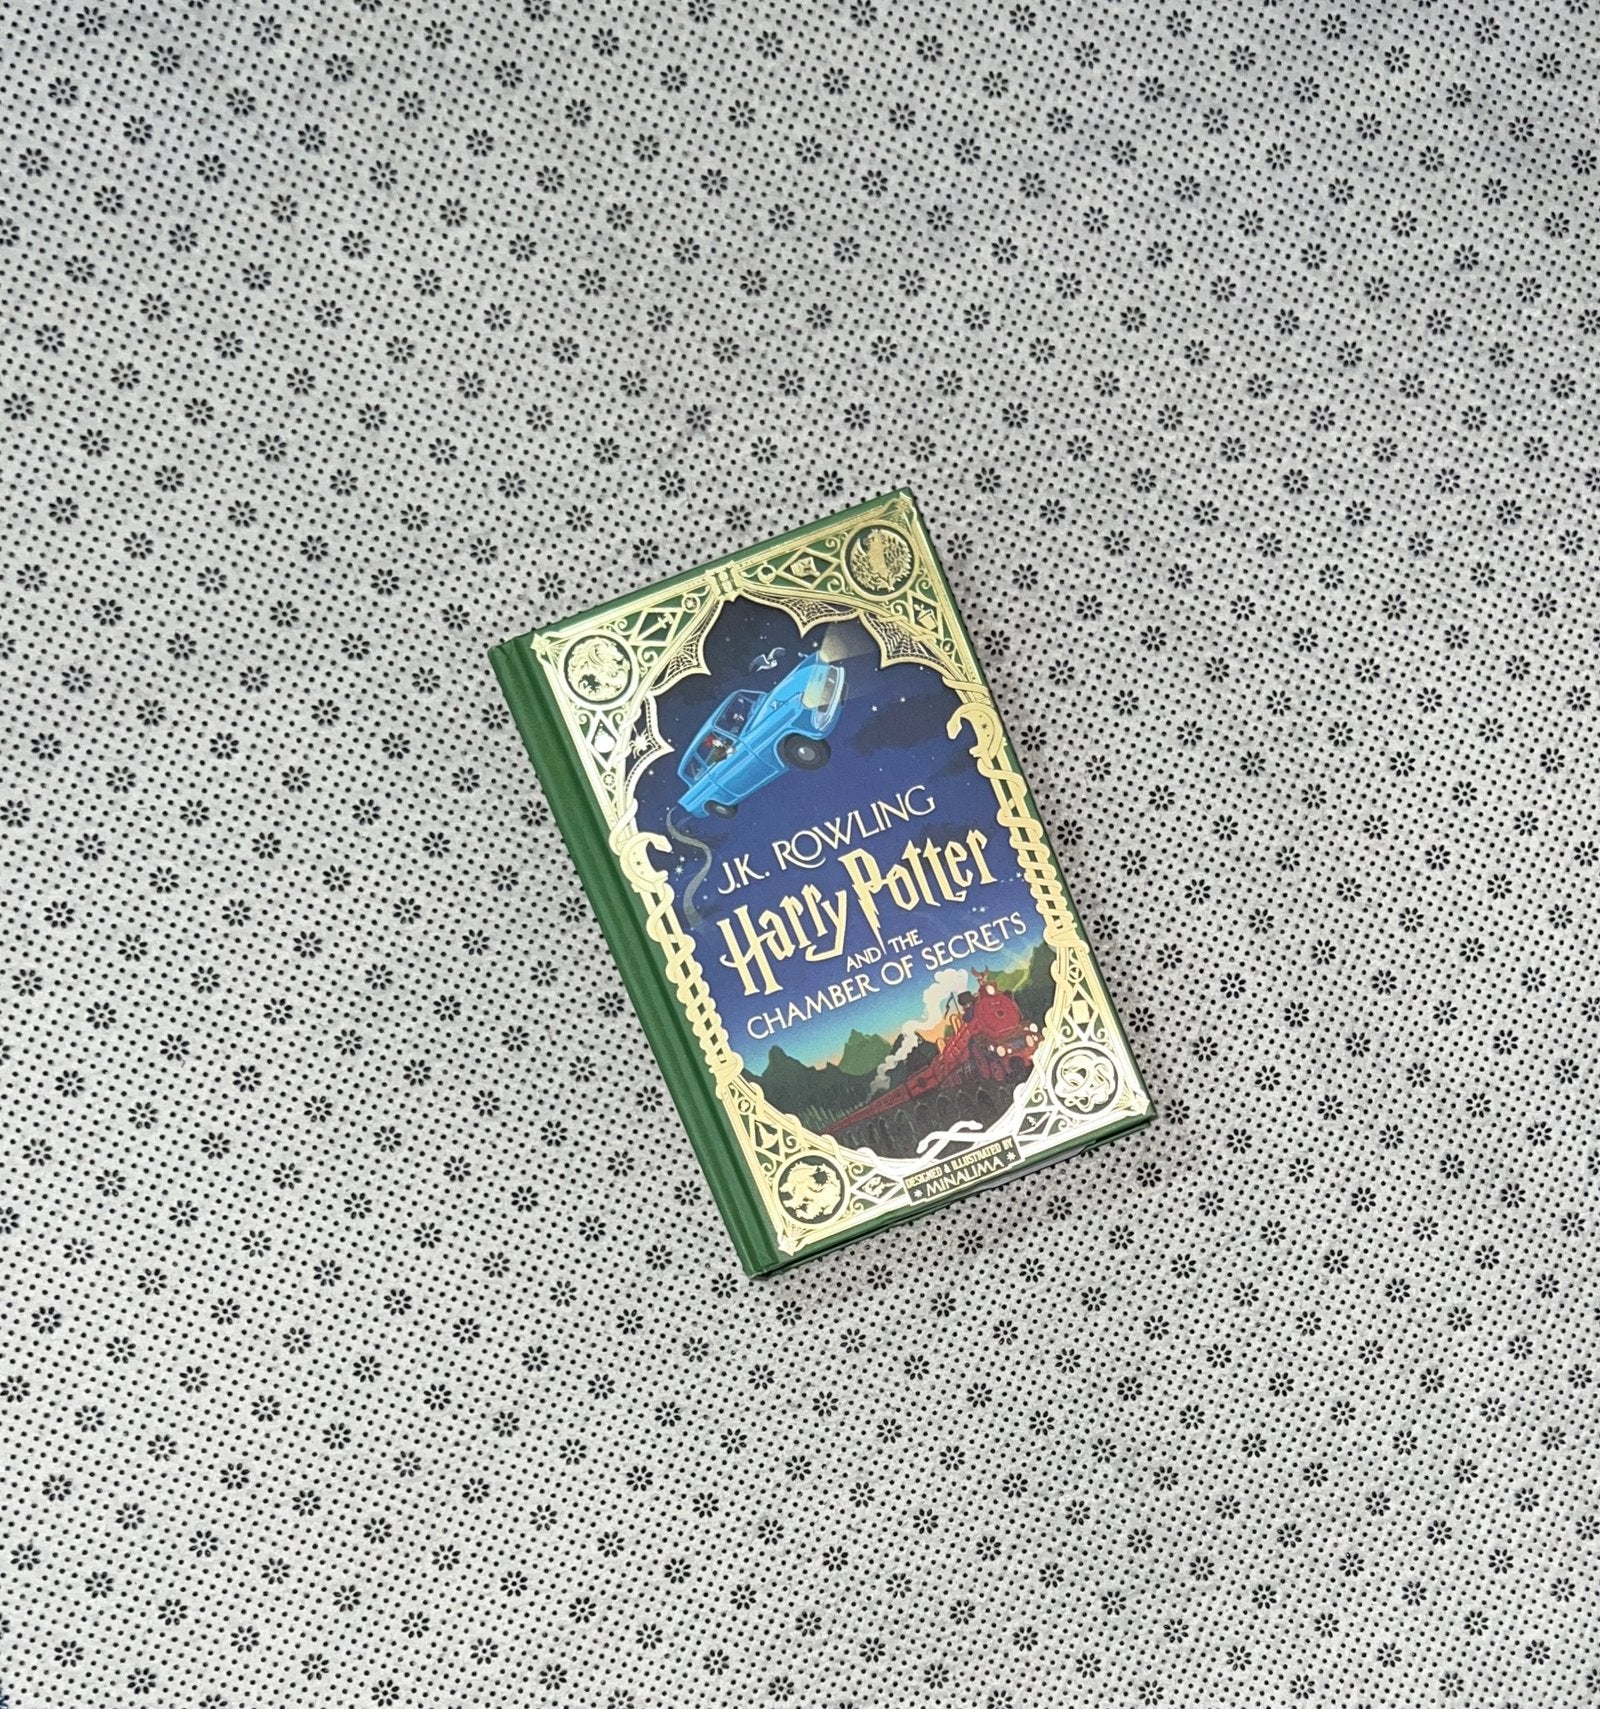 J.K. ROWLING
Harry Potter
AND THE
CHAMBER OF SECRETS
DESIGNED & ILLUSTRATED BY
* MINALIMA *